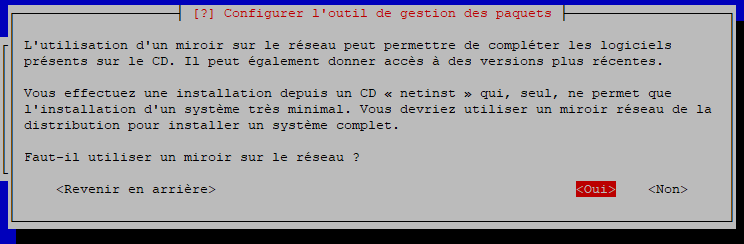 [?] Configurer l'outil de gestion des paquets
L'utilisation d'un miroir sur le réseau peut permettre de compléter les logiciels
présents sur le CD. Il peut également donner accès à des versions plus récentes.
Vous effectuez une installation depuis un CD « netinst » qui, seul, ne permet que
l'installation d'un système très minimal. Vous devriez utiliser un miroir réseau de la
distribution pour installer un système complet.
Faut-il utiliser un miroir sur le réseau ?
<Revenir en arrière> <Oui> <Non>